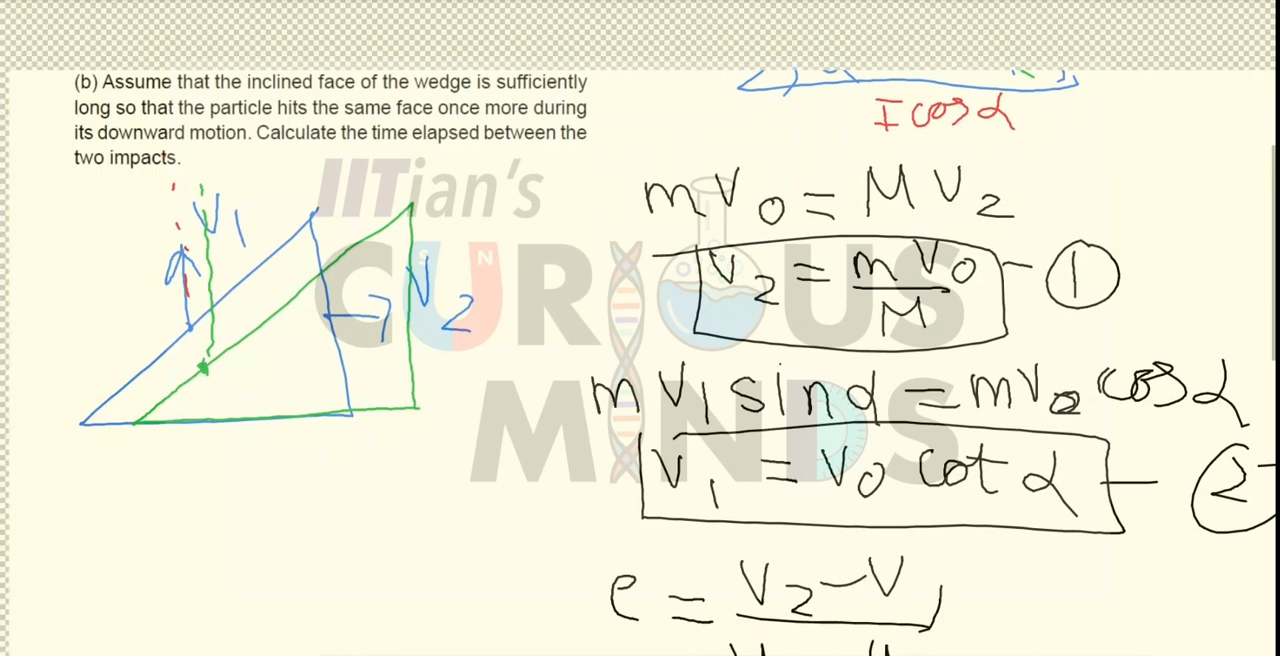 (b) Assume that the inclined face of the wedge is sufficiently
long so that the particle hits the same face once more during
its downward motion. Calculate the time elapsed between the
two impacts.
I cos α
IITian's
CURIOUS
MINDS
N
V1
V2
m V0 = M V2
V2 = m V0 / M - ①
m V1 sin α = m V0 cos α
V1 = V0 cot α - ②
e = V2 - V1